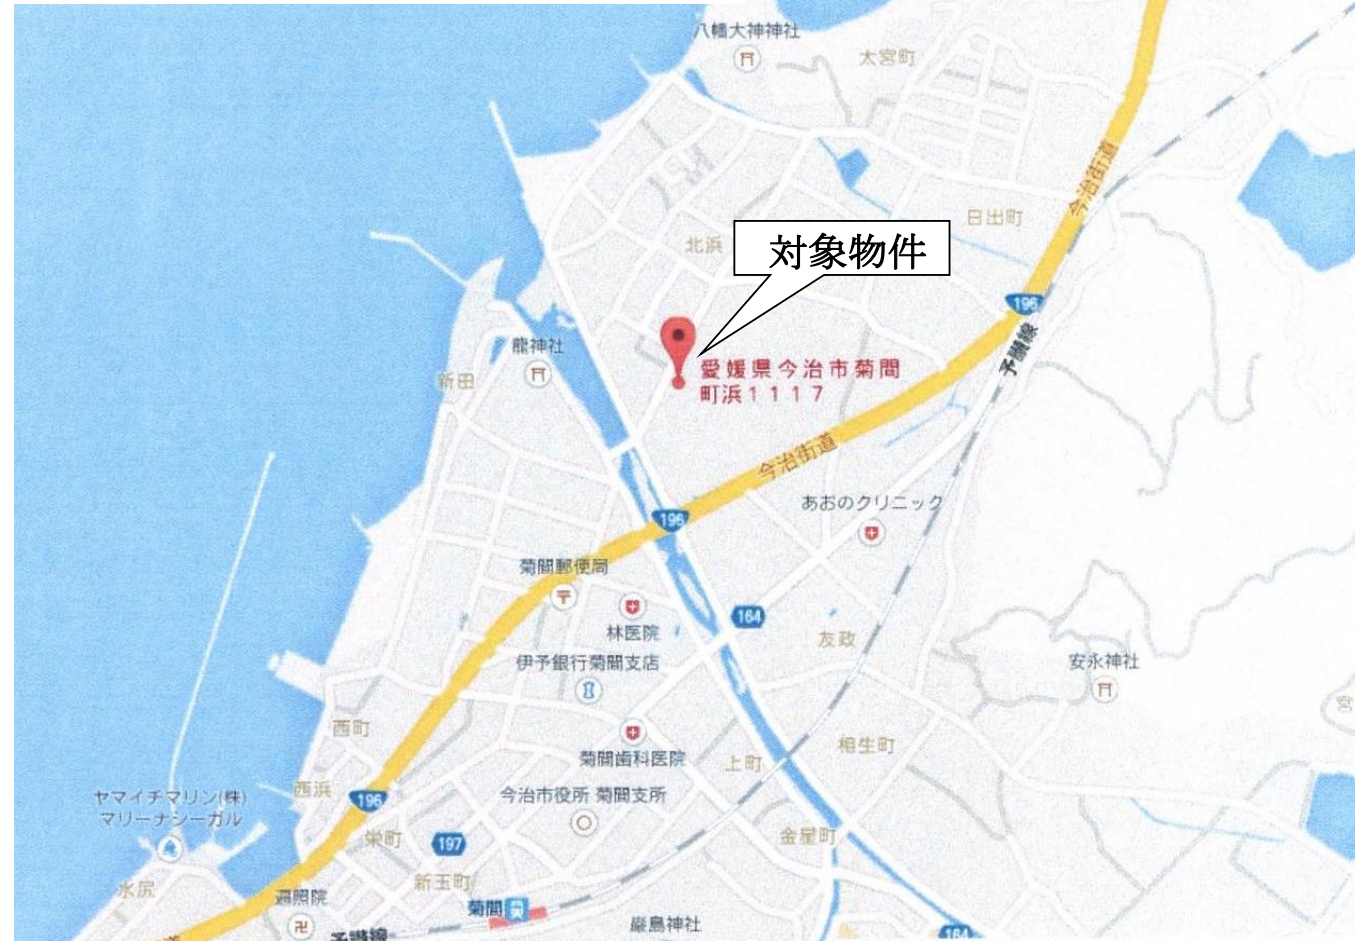 八幡大神神社
太宮町
今治街道
日出町
北浜
対象物件
196
龍神社
予讃線
愛媛県今治市菊間
町浜1117
新田
今治街道
あおのクリニック
196
菊間郵便局
164
林医院
友政
伊予銀行菊間支店
安永神社
宮
西町
菊間歯科医院
上町
相生町
西浜
ヤマイチマリン(株)
マリーナシーガル
196
今治市役所 菊間支所
栄町
197
金屋町
新玉町
水尻
遍照院
菊間
厳島神社
164
予讃線
道